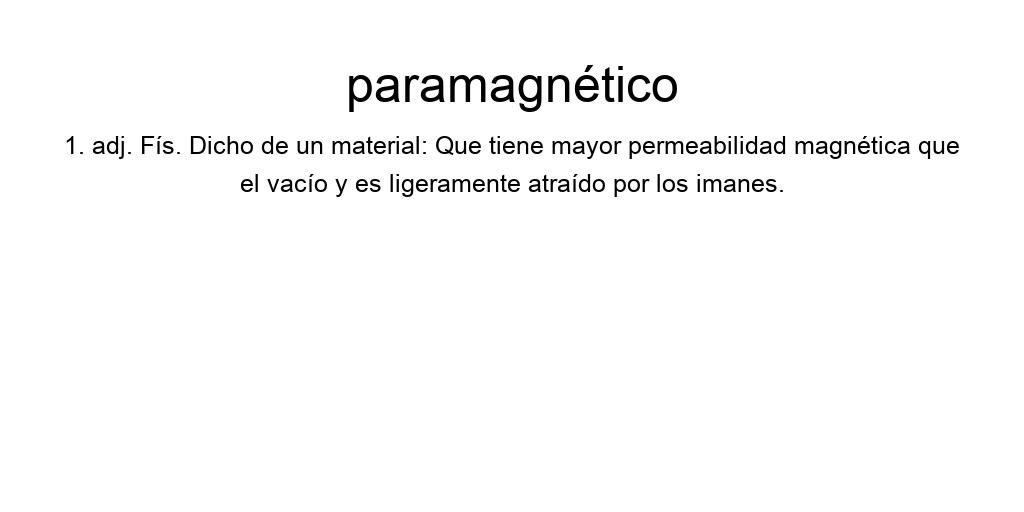 paramagnético
1. adj. Fís. Dicho de un material: Que tiene mayor permeabilidad magnética que
el vacío y es ligeramente atraído por los imanes.